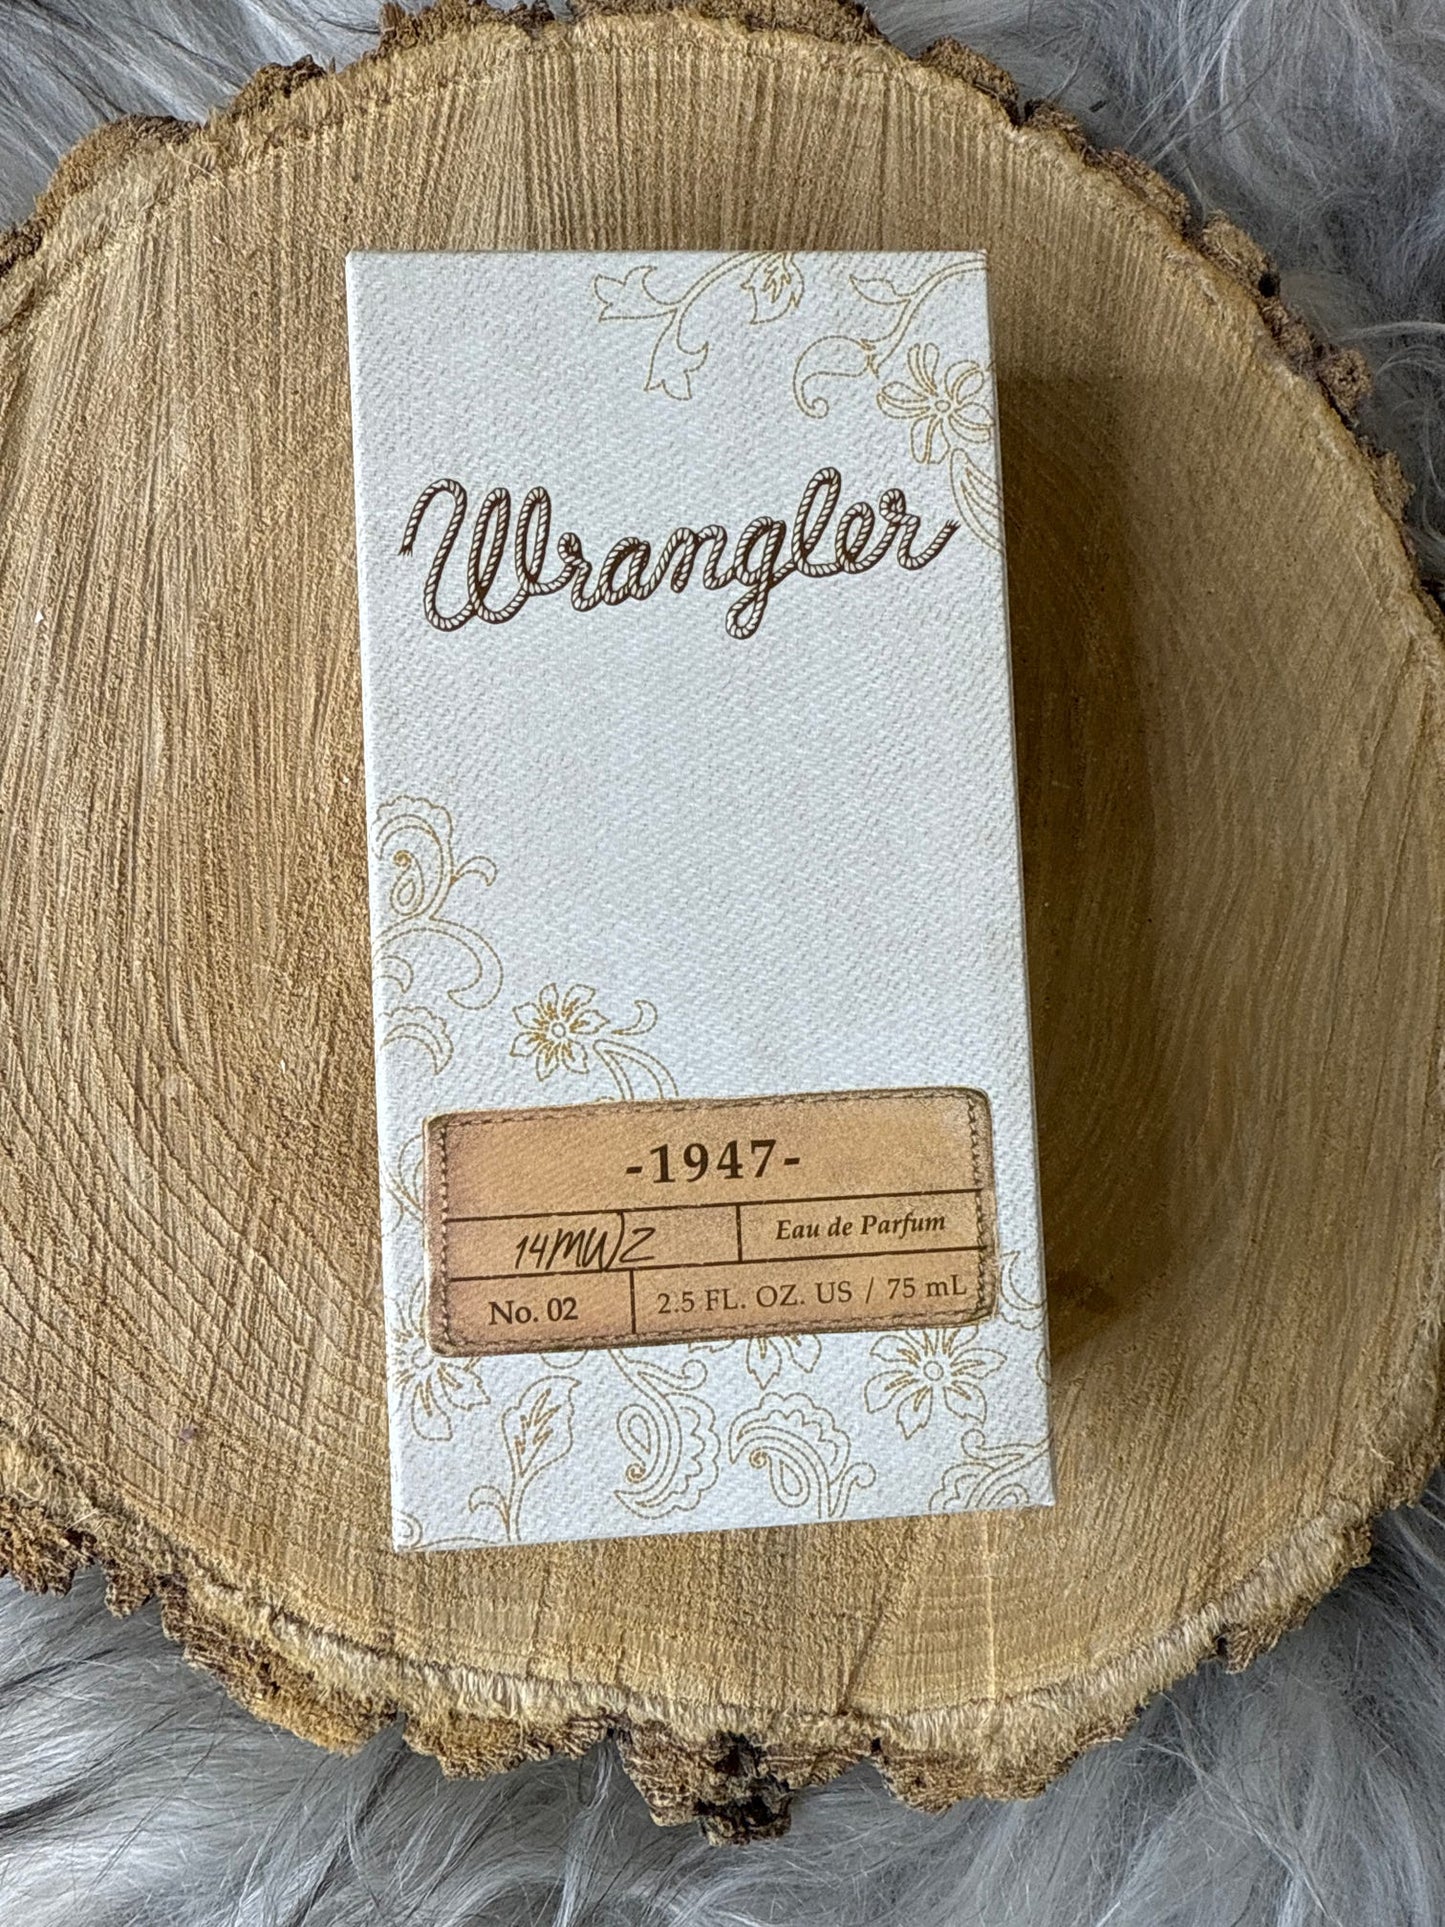 Wrangler
-1947-
14MWZ Eau de Parfum
No. 02 2.5 FL. OZ. US / 75 mL